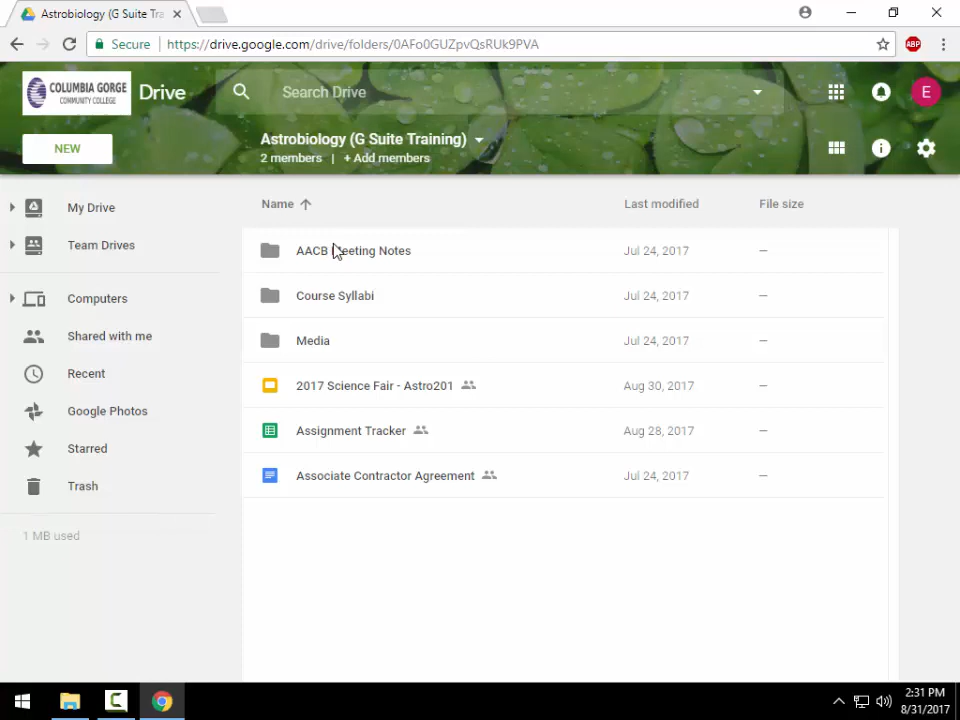 Astrobiology (G Suite Tra
Secure
https://drive.google.com/drive/folders/0AFo0GUZpvQsRUk9PVA
ABP
COLUMBIA GORGE
COMMUNITY COLLEGE
Drive
Search Drive
E
NEW
Astrobiology (G Suite Training)
2 members | + Add members
Name
Last modified
File size
My Drive
Team Drives
Computers
Shared with me
Recent
Google Photos
Starred
Trash
1 MB used
AACB Meeting Notes Jul 24, 2017 –
Course Syllabi Jul 24, 2017 –
Media Jul 24, 2017 –
2017 Science Fair - Astro201 Aug 30, 2017 –
Assignment Tracker Aug 28, 2017 –
Associate Contractor Agreement Jul 24, 2017 –
2:31 PM
8/31/2017